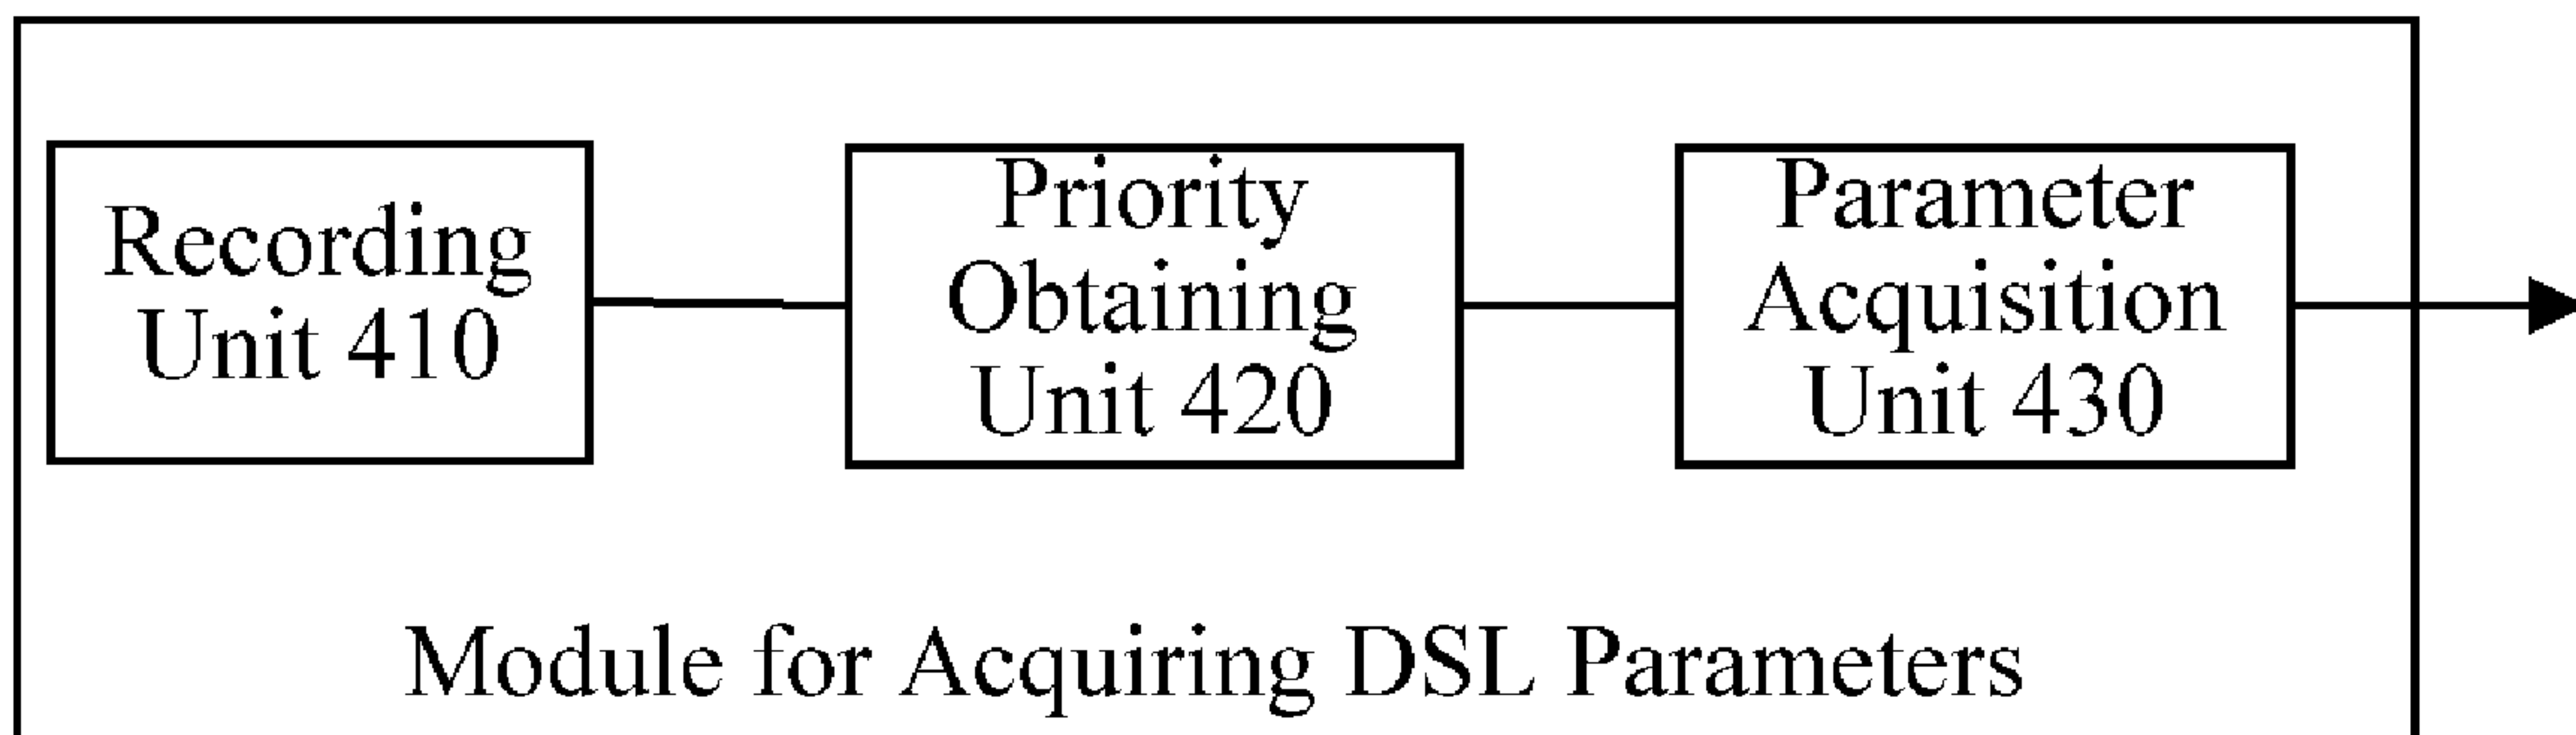 Recording
Unit 410
Priority
Obtaining
Unit 420
Parameter
Acquisition
Unit 430
Module for Acquiring DSL Parameters